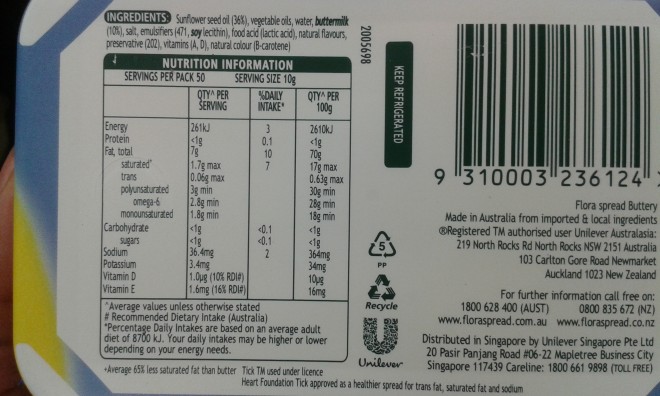 INGREDIENTS: Sunflower seed oil (36%), vegetable oils, water, buttermilk
(10%), salt, emulsifiers (471, soy lecithin), food acid (lactic acid), natural flavours,
preservative (202), vitamins (A, D), natural colour (B-carotene)
NUTRITION INFORMATION
SERVINGS PER PACK 50 SERVING SIZE 10g
QTY^ PER SERVING %DAILY INTAKE* QTY^ PER 100g
Energy 261kJ 3 2610kJ
Protein <1g 0.1 <1g
Fat, total 7g 10 70g
saturated+ 1.7g max 7 17g max
trans 0.06g max 0.63g max
polyunsaturated 3g min 30g min
omega-6 2.8g min 28g min
monounsaturated 1.8g min 18g min
Carbohydrate <1g <0.1 <1g
sugars <1g <0.1 <1g
Sodium 36.4mg 2 364mg
Potassium 3.4mg 34mg
Vitamin D 1.0µg (10% RDI#) 10µg
Vitamin E 1.6mg (16% RDI#) 16mg
^Average values unless otherwise stated
# Recommended Dietary Intake (Australia)
*Percentage Daily Intakes are based on an average adult
diet of 8700 kJ. Your daily intakes may be higher or lower
depending on your energy needs.
+Average 65% less saturated fat than butter Tick TM used under licence
Heart Foundation Tick approved as a healthier spread for trans fat, saturated fat and sodium
2005698
KEEP REFRIGERATED
5
PP
Recycle
Unilever
9 310003 236124 >
Flora spread Buttery
Made in Australia from imported & local ingredients
®Registered TM authorised user Unilever Australasia:
219 North Rocks Rd North Rocks NSW 2151 Australia
103 Carlton Gore Road Newmarket
Auckland 1023 New Zealand
For further information call free on:
1800 628 400 (AUST) 0800 835 672 (NZ)
www.floraspread.com.au www.floraspread.co.nz
Distributed in Singapore by Unilever Singapore Pte Ltd
20 Pasir Panjang Road #06-22 Mapletree Business City
Singapore 117439 Careline: 1800 661 9898 (TOLL FREE)